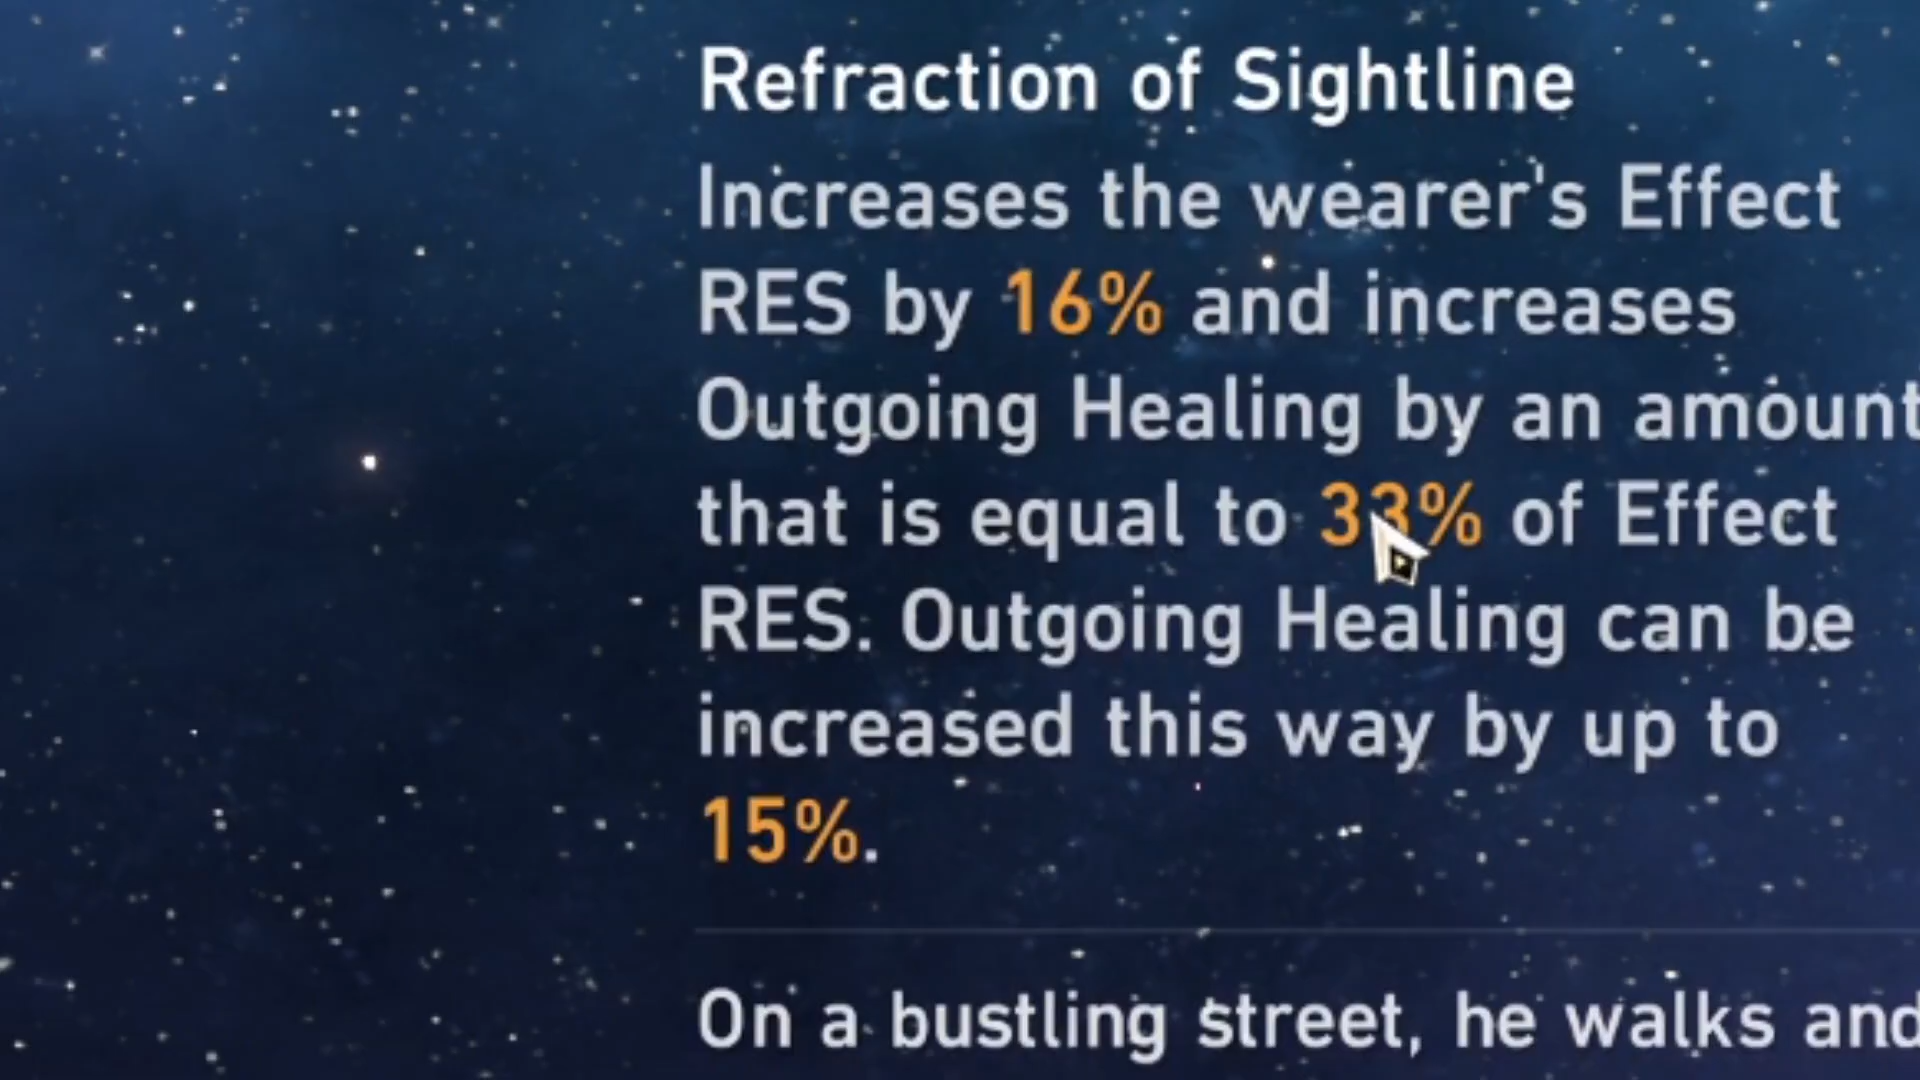 Refraction of Sightline
Increases the wearer's Effect
RES by 16% and increases
Outgoing Healing by an amount
that is equal to 33% of Effect
RES. Outgoing Healing can be
increased this way by up to
15%.
On a bustling street, he walks and